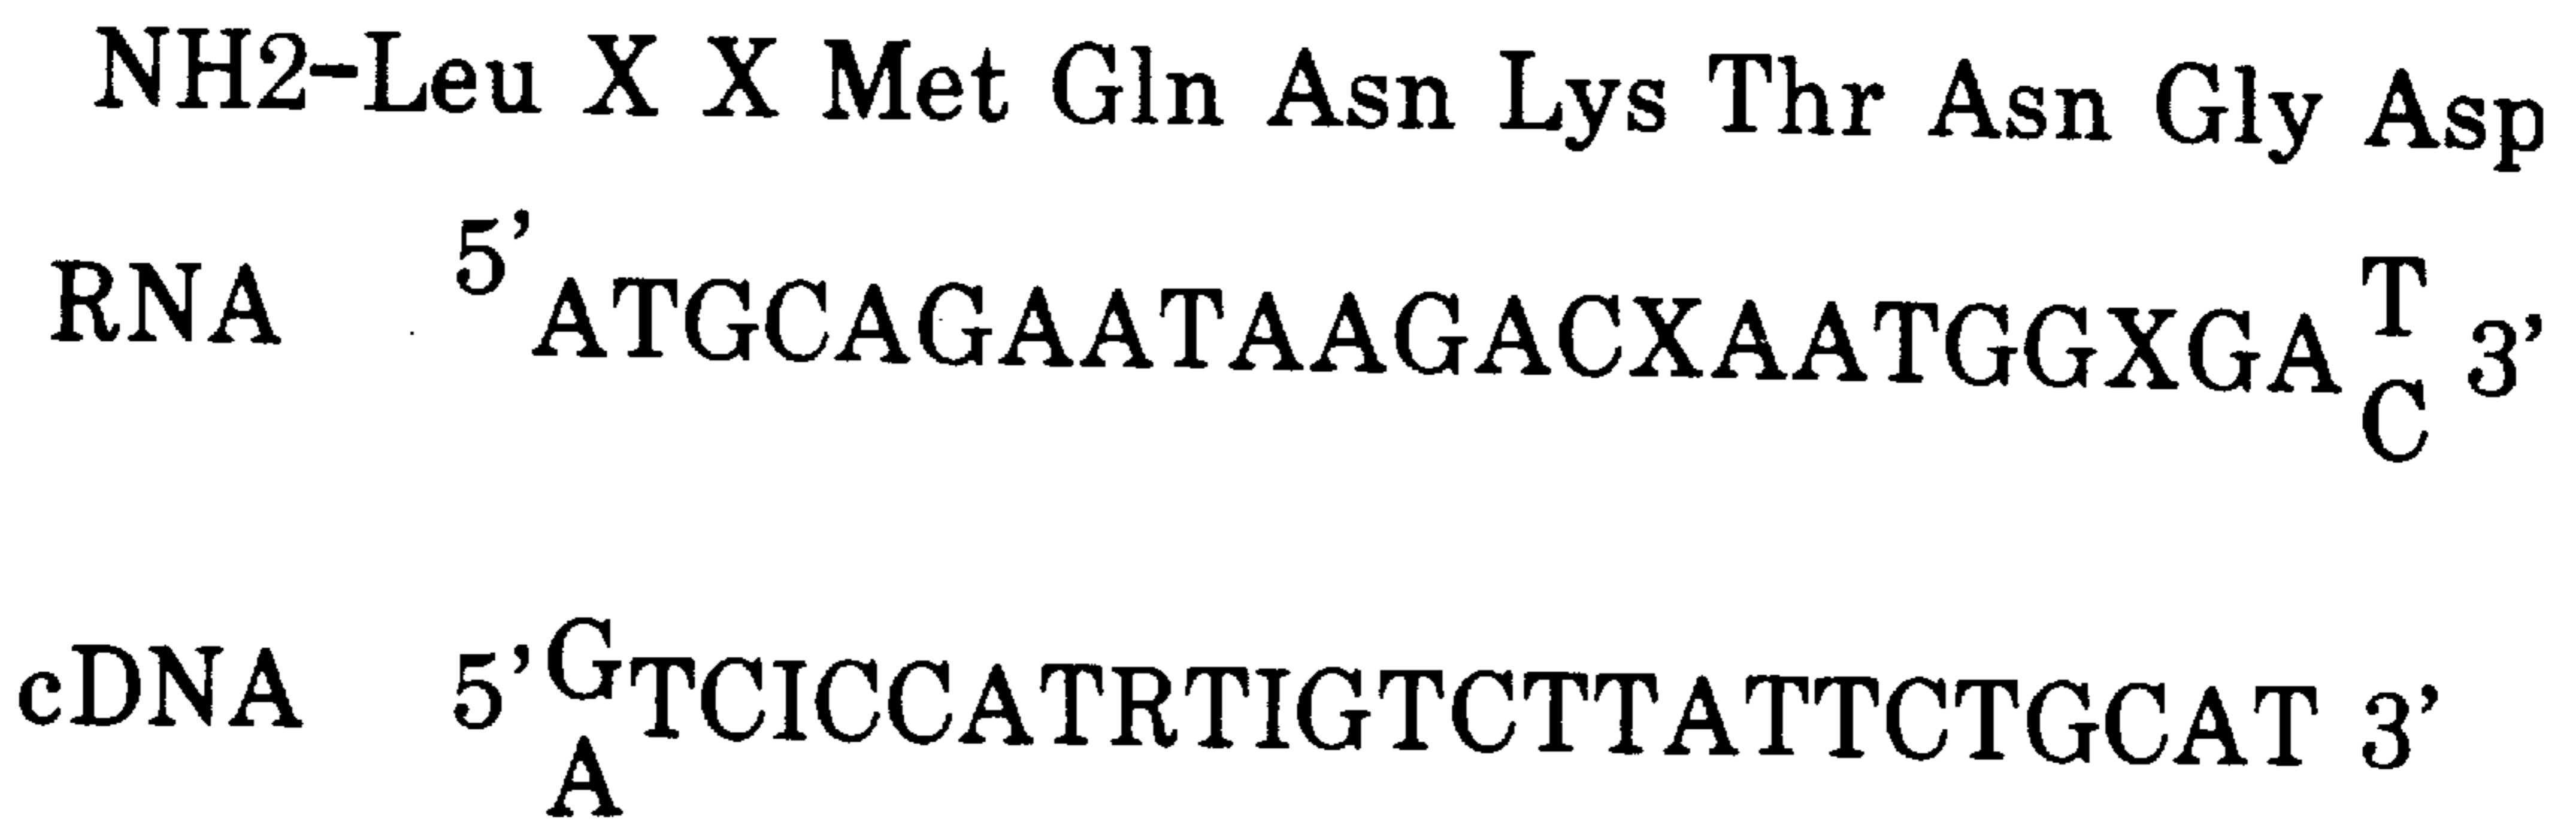 NH2-Leu X X Met Gln Asn Lys Thr Asn Gly Asp
RNA 5' ATGCAGAATAAGACXAATGGXGA T 3'
C
cDNA 5' G TCICCATRTIGTCTTATTCTGCAT 3'
A